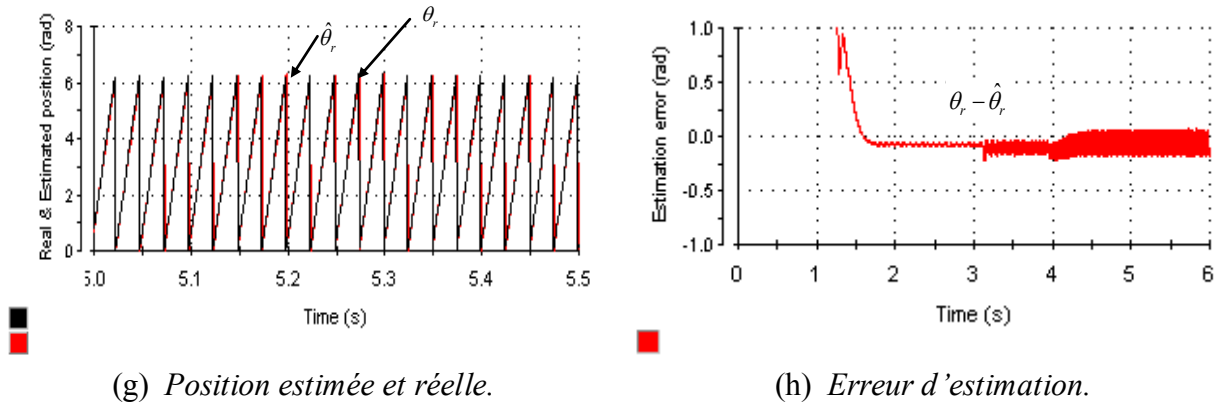 Real & Estimated position (rad)
8
6
4
2
0
θ̂r
θr
5.0
5.1
5.2
5.3
5.4
5.5
Time (s)
(g) Position estimée et réelle.
Estimation error (rad)
1.0
0.5
0.0
-0.5
-1.0
θr – θ̂r
0
1
2
3
4
5
6
Time (s)
(h) Erreur d’estimation.